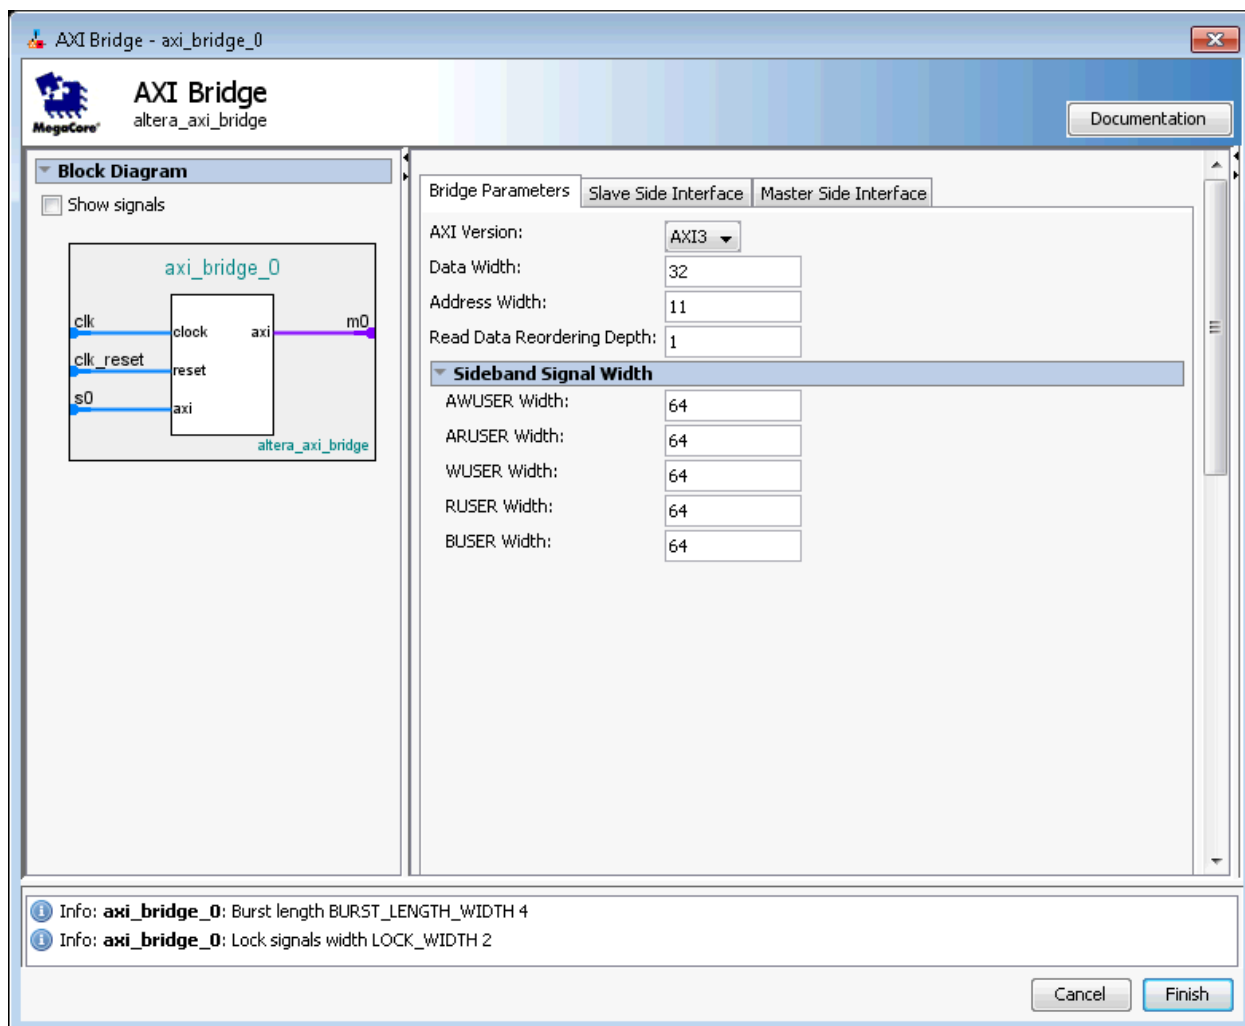 AXI Bridge - axi_bridge_0
MegaCore®
AXI Bridge
altera_axi_bridge
Documentation
Block Diagram
Show signals
axi_bridge_0
clk
clock
axi
m0
clk_reset
reset
s0
axi
altera_axi_bridge
Bridge Parameters Slave Side Interface Master Side Interface
AXI Version: AXI3
Data Width: 32
Address Width: 11
Read Data Reordering Depth: 1
Sideband Signal Width
AWUSER Width: 64
ARUSER Width: 64
WUSER Width: 64
RUSER Width: 64
BUSER Width: 64
Info: axi_bridge_0: Burst length BURST_LENGTH_WIDTH 4
Info: axi_bridge_0: Lock signals width LOCK_WIDTH 2
Cancel Finish